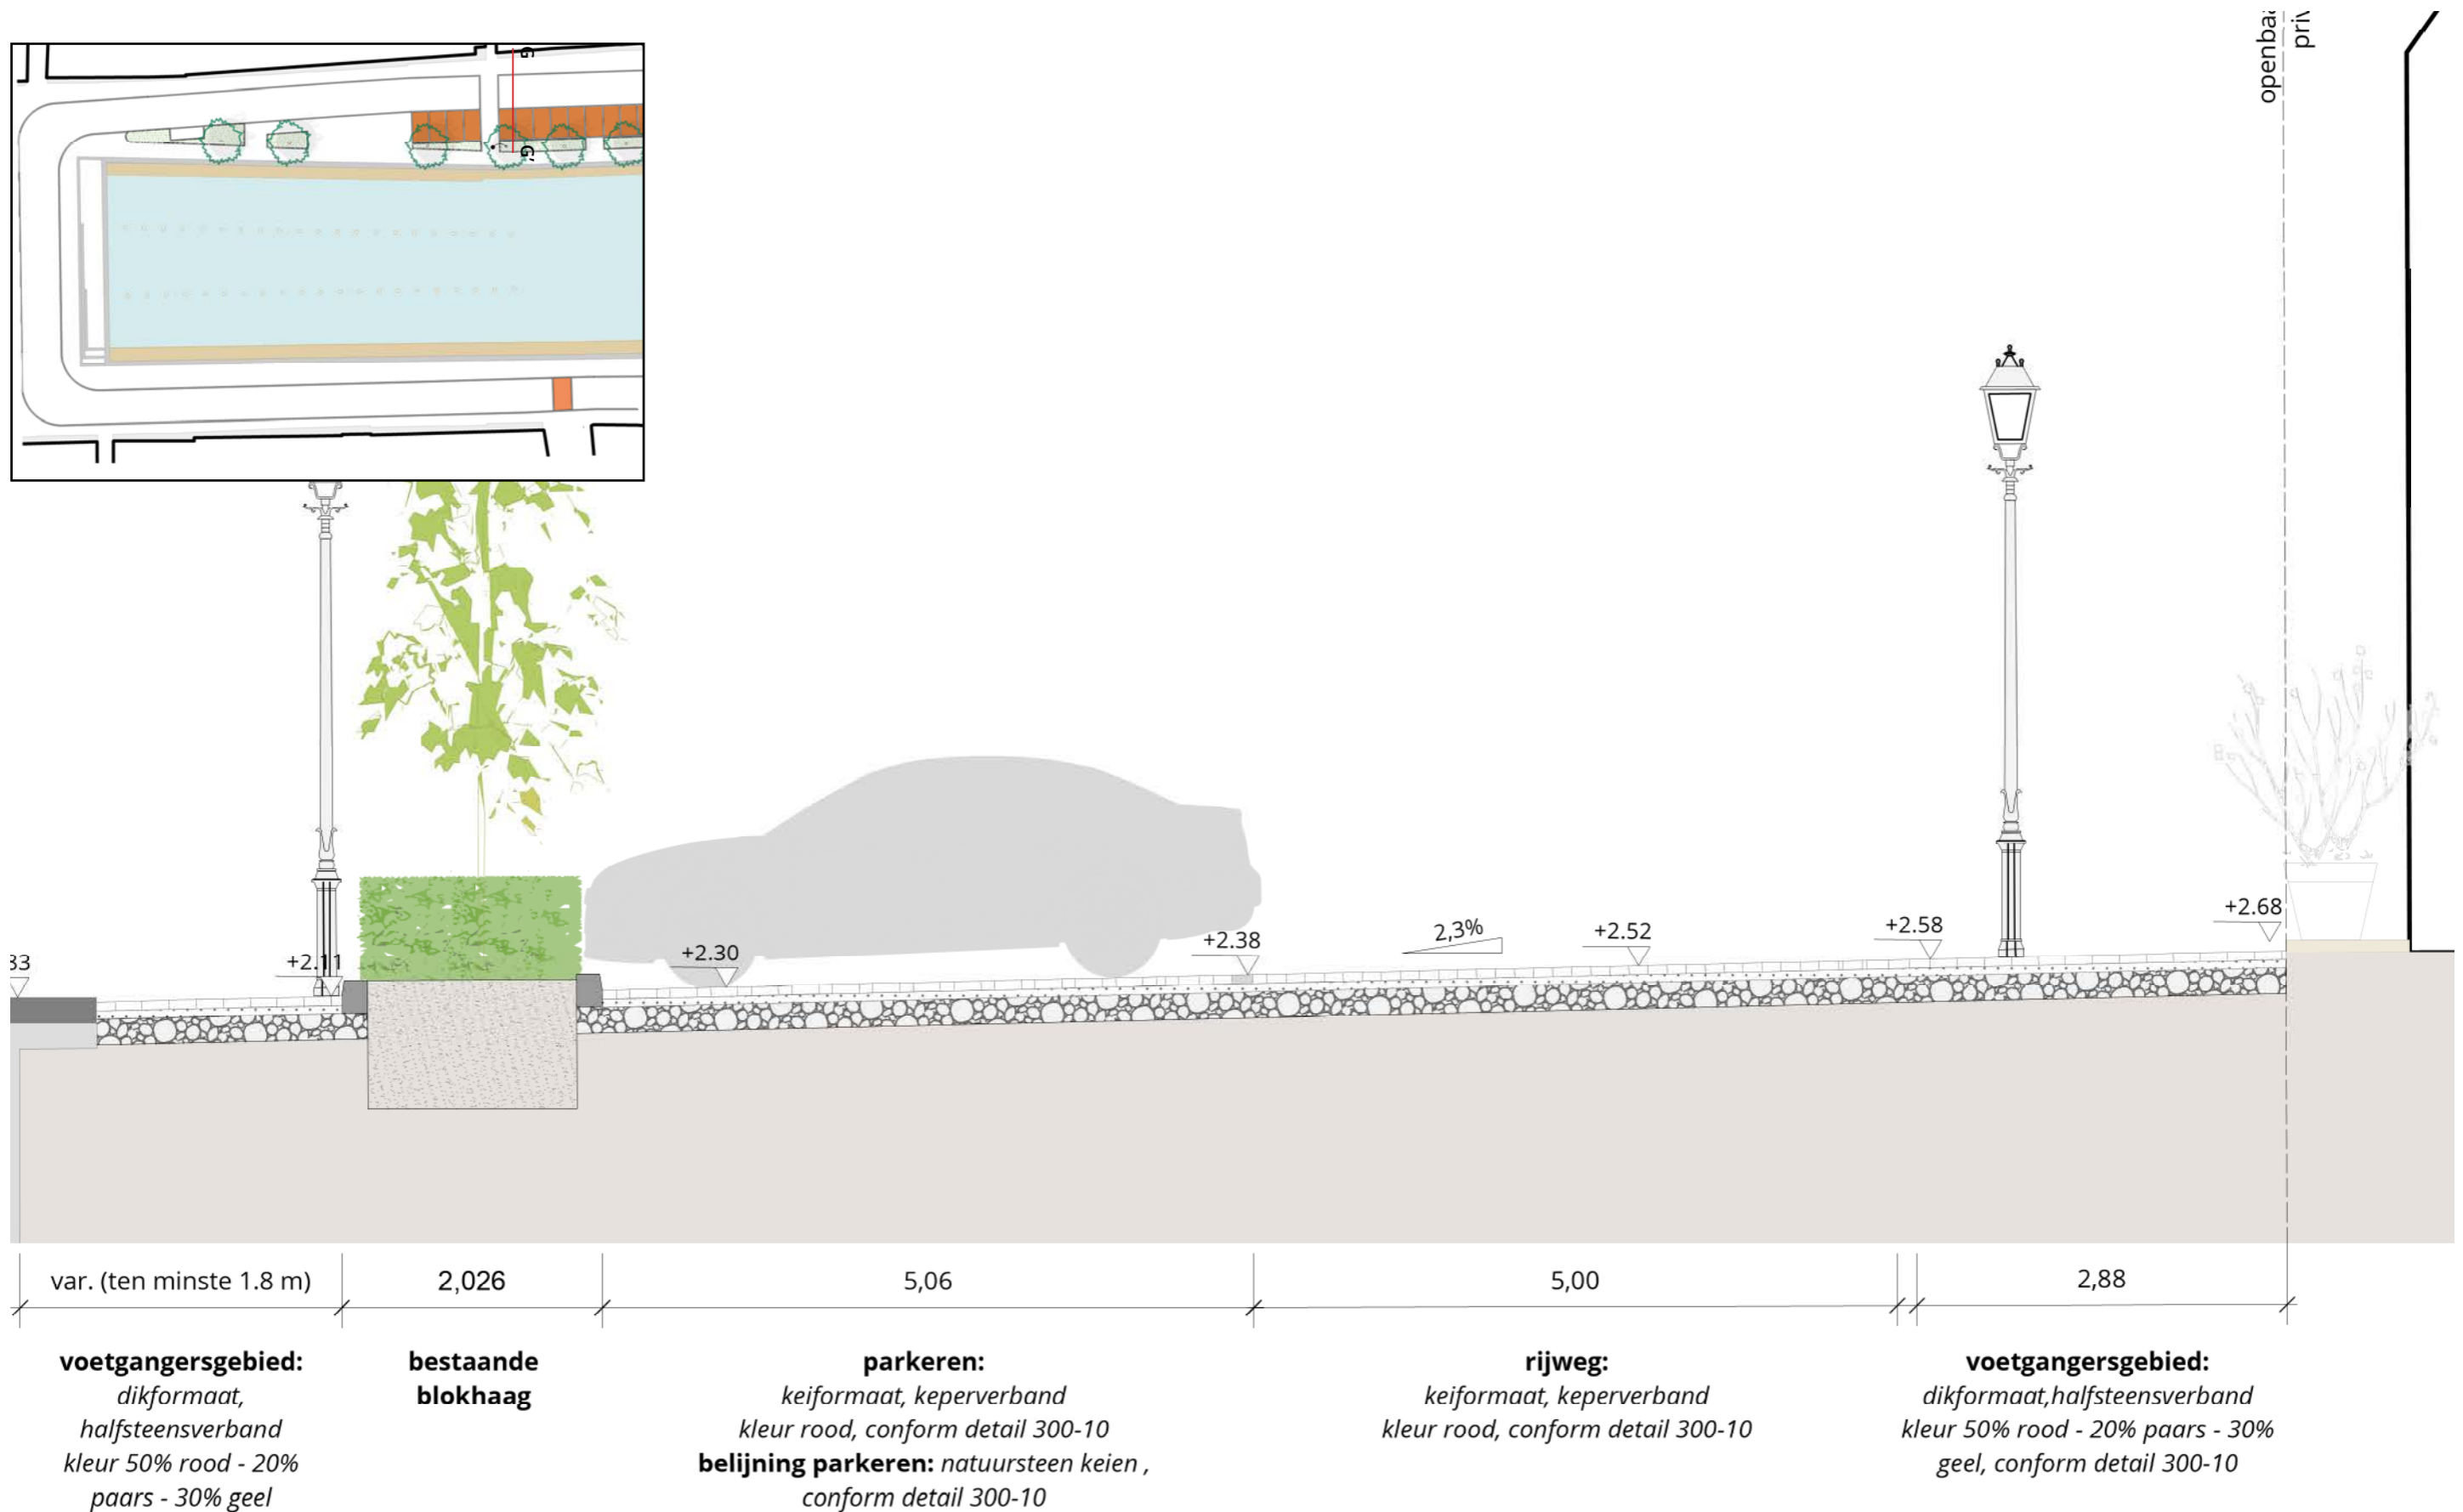 G
G'
openba
priv
33
+2.11
+2.30
+2.38
2,3%
+2.52
+2.58
+2.68
var. (ten minste 1.8 m)
2,026
5,06
5,00
2,88
voetgangersgebied:
dikformaat,
halfsteensverband
kleur 50% rood - 20%
paars - 30% geel
bestaande
blokhaag
parkeren:
keiformaat, keperverband
kleur rood, conform detail 300-10
belijning parkeren: natuursteen keien ,
conform detail 300-10
rijweg:
keiformaat, keperverband
kleur rood, conform detail 300-10
voetgangersgebied:
dikformaat,halfsteensverband
kleur 50% rood - 20% paars - 30%
geel, conform detail 300-10